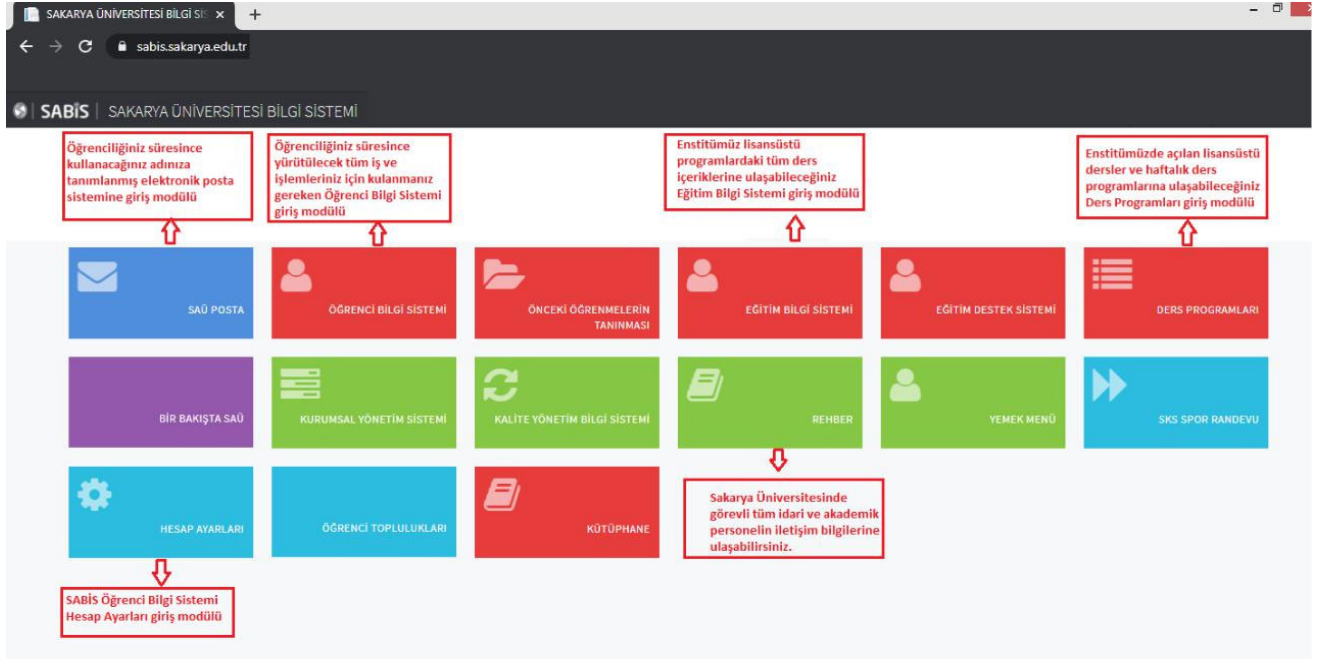 SAKARYA ÜNİVERSİTESİ BİLGİ SİS
sabis.sakarya.edu.tr
SABİS | SAKARYA ÜNİVERSİTESİ BİLGİ SİSTEMİ
Öğrenciliğiniz süresince
kullanacağınız adınıza
tanımlanmış elektronik posta
sistemine giriş modülü
Öğrenciliğiniz süresince
yürütülecek tüm iş ve
işlemleriniz için kulanmanız
gereken Öğrenci Bilgi Sistemi
giriş modülü
Enstitümüz lisansüstü
programlardaki tüm ders
içeriklerine ulaşabileceğiniz
Eğitim Bilgi Sistemi giriş modülü
Enstitümüzde açılan lisansüstü
dersler ve haftalık ders
programlarına ulaşabileceğiniz
Ders Programları giriş modülü
SAÜ POSTA
ÖĞRENCİ BİLGİ SİSTEMİ
ÖNCEKİ ÖĞRENMELERİN
TANINMASI
EĞİTİM BİLGİ SİSTEMİ
EĞİTİM DESTEK SİSTEMİ
DERS PROGRAMLARI
BİR BAKIŞTA SAÜ
KURUMSAL YÖNETİM SİSTEMİ
KALİTE YÖNETİM BİLGİ SİSTEMİ
REHBER
YEMEK MENÜ
SKS SPOR RANDEVU
HESAP AYARLARI
ÖĞRENCİ TOPLULUKLARI
KÜTÜPHANE
Sakarya Üniversitesinde
görevli tüm idari ve akademik
personelin iletişim bilgilerine
ulaşabilirsiniz.
SABİS Öğrenci Bilgi Sistemi
Hesap Ayarları giriş modülü